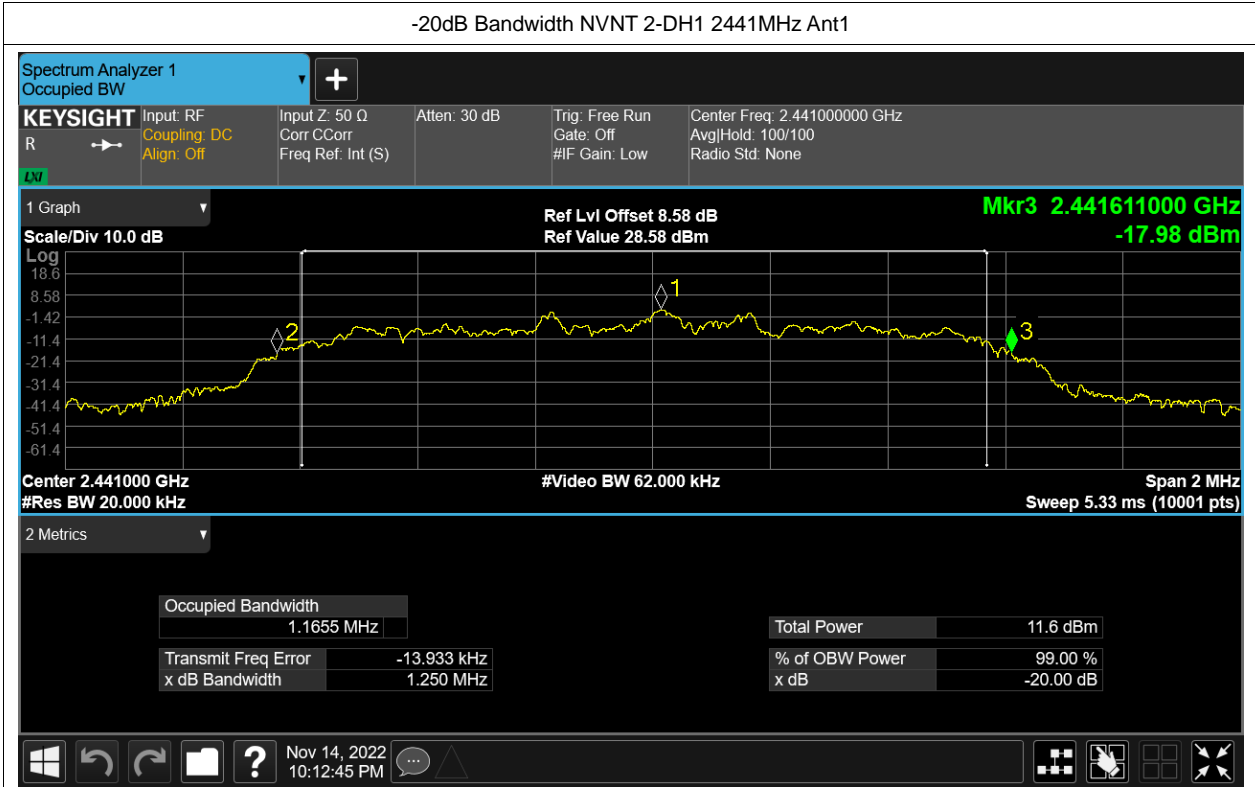 -20dB Bandwidth NVNT 2-DH1 2441MHz Ant1
Spectrum Analyzer 1
Occupied BW
KEYSIGHT
R
LXI
Input: RF
Coupling: DC
Align: Off
Input Z: 50 Ω
Corr CCorr
Freq Ref: Int (S)
Atten: 30 dB
Trig: Free Run
Gate: Off
#IF Gain: Low
Center Freq: 2.441000000 GHz
Avg|Hold: 100/100
Radio Std: None
1 Graph
Scale/Div 10.0 dB
Ref Lvl Offset 8.58 dB
Ref Value 28.58 dBm
Mkr3 2.441611000 GHz
-17.98 dBm
Log
18.6
8.58
-1.42
-11.4
-21.4
-31.4
-41.4
-51.4
-61.4
1
2
3
Center 2.441000 GHz
#Res BW 20.000 kHz
#Video BW 62.000 kHz
Span 2 MHz
Sweep 5.33 ms (10001 pts)
2 Metrics
Occupied Bandwidth
1.1655 MHz
Transmit Freq Error -13.933 kHz
x dB Bandwidth 1.250 MHz
Total Power 11.6 dBm
% of OBW Power 99.00 %
x dB -20.00 dB
?
Nov 14, 2022
10:12:45 PM